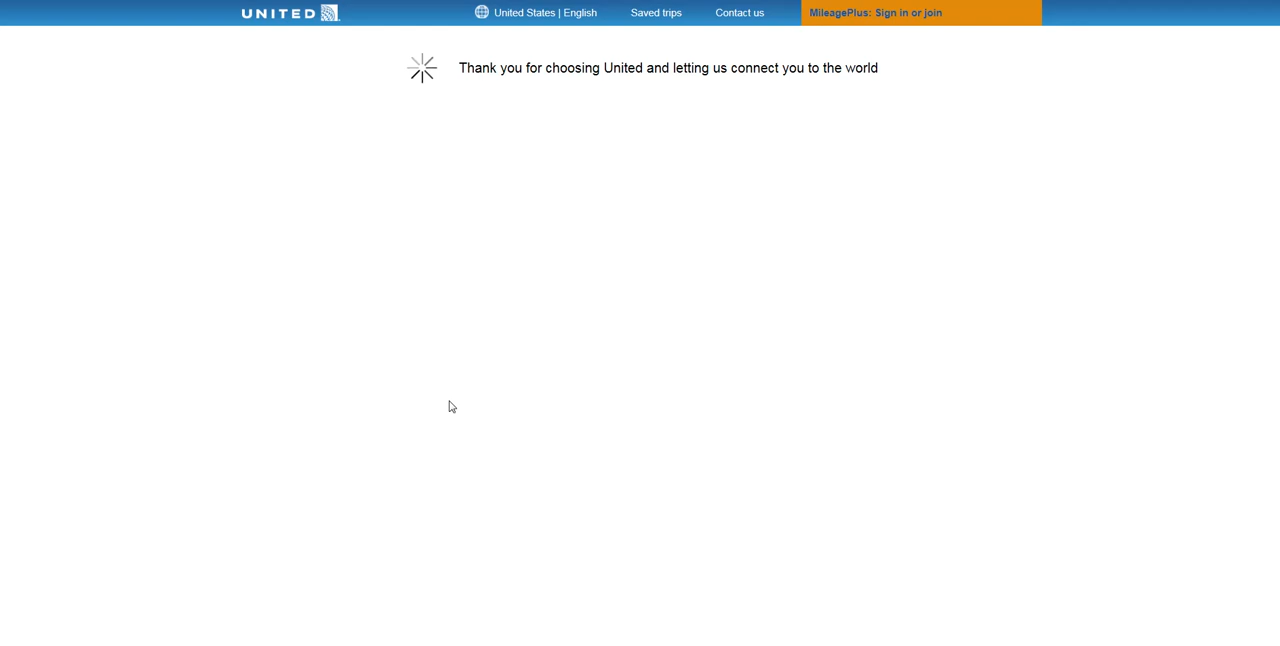 UNITED United States | English Saved trips Contact us MileagePlus: Sign in or join
Thank you for choosing United and letting us connect you to the world